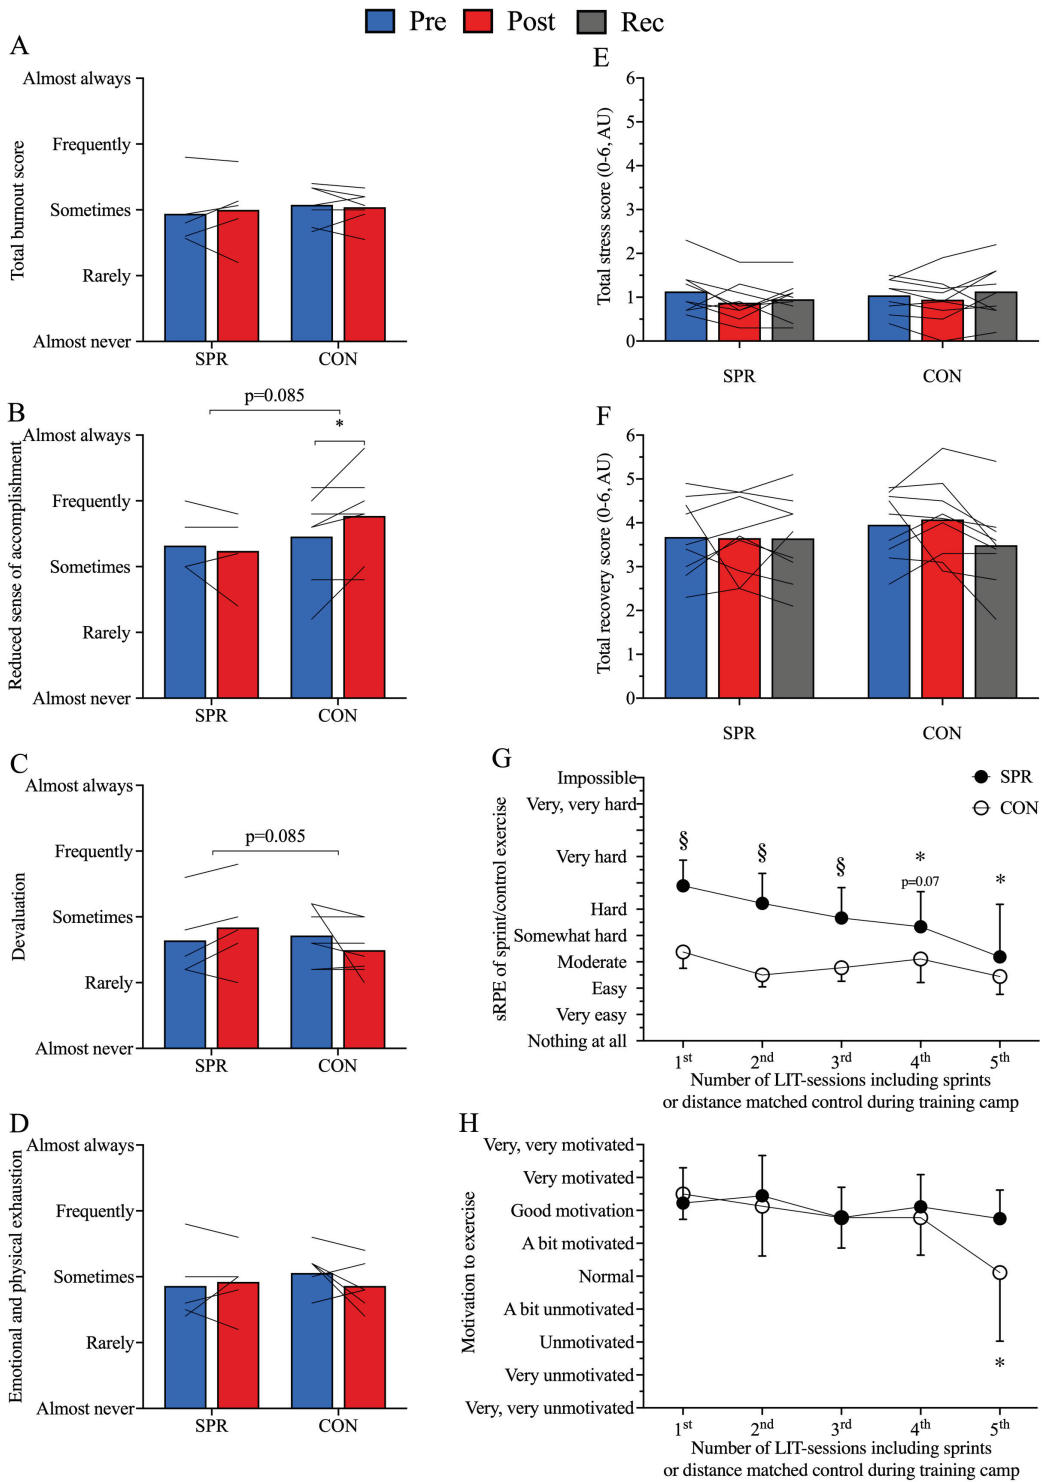 Pre Post Rec
A
Total burnout score
Almost always
Frequently
Sometimes
Rarely
Almost never
SPR CON
B
Reduced sense of accomplishment
p=0.085
*
Almost always
Frequently
Sometimes
Rarely
Almost never
SPR CON
C
Devaluation
p=0.085
Almost always
Frequently
Sometimes
Rarely
Almost never
SPR CON
D
Emotional and physical exhaustion
Almost always
Frequently
Sometimes
Rarely
Almost never
SPR CON
E
Total stress score (0-6, AU)
6
5
4
3
2
1
0
SPR CON
F
Total recovery score (0-6, AU)
6
5
4
3
2
1
0
SPR CON
G
sRPE of sprint/control exercise
SPR
CON
Impossible
Very, very hard
Very hard
Hard
Somewhat hard
Moderate
Easy
Very easy
Nothing at all
§ § § * *
p=0.07
1st 2nd 3rd 4th 5th
Number of LIT-sessions including sprints
or distance matched control during training camp
H
Motivation to exercise
Very, very motivated
Very motivated
Good motivation
A bit motivated
Normal
A bit unmotivated
Unmotivated
Very unmotivated
Very, very unmotivated
*
1st 2nd 3rd 4th 5th
Number of LIT-sessions including sprints
or distance matched control during training camp